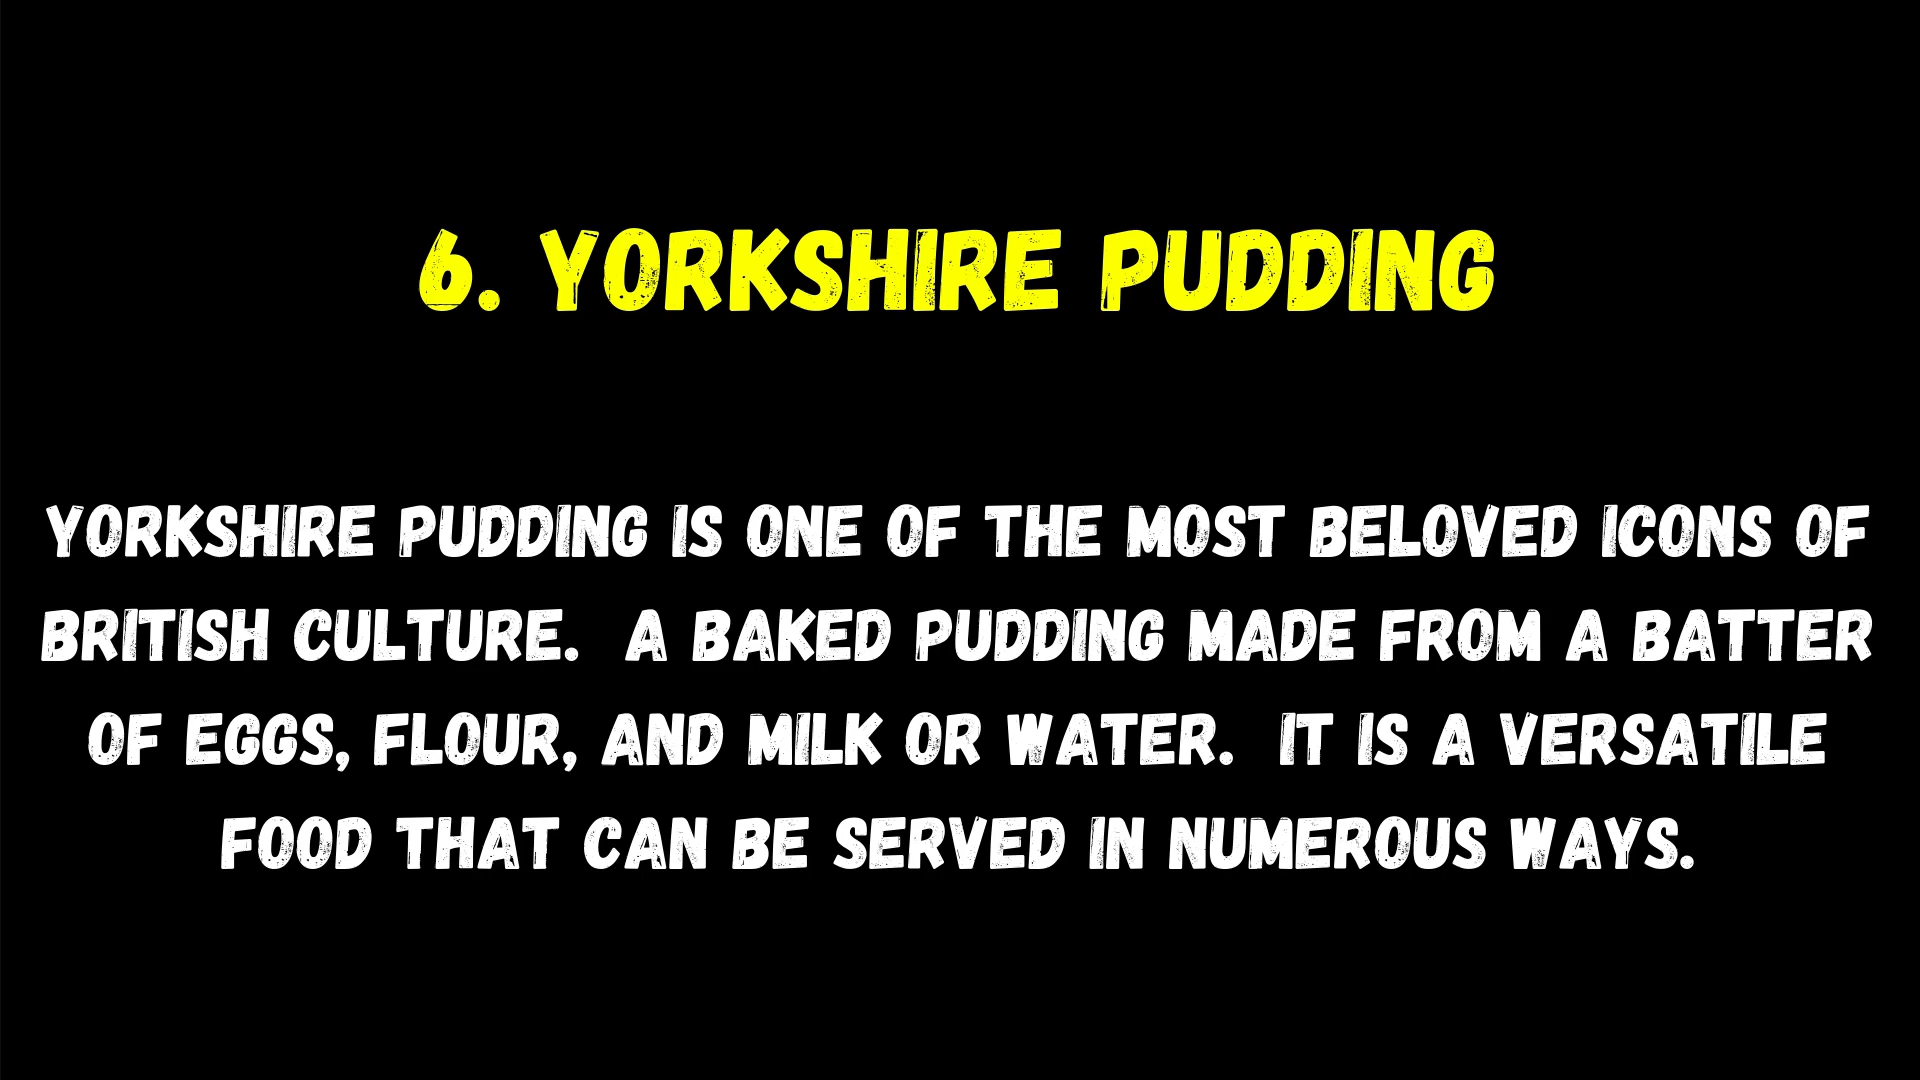 6. YORKSHIRE PUDDING
YORKSHIRE PUDDING IS ONE OF THE MOST BELOVED ICONS OF
BRITISH CULTURE.  A BAKED PUDDING MADE FROM A BATTER
OF EGGS, FLOUR, AND MILK OR WATER.  IT IS A VERSATILE
FOOD THAT CAN BE SERVED IN NUMEROUS WAYS.